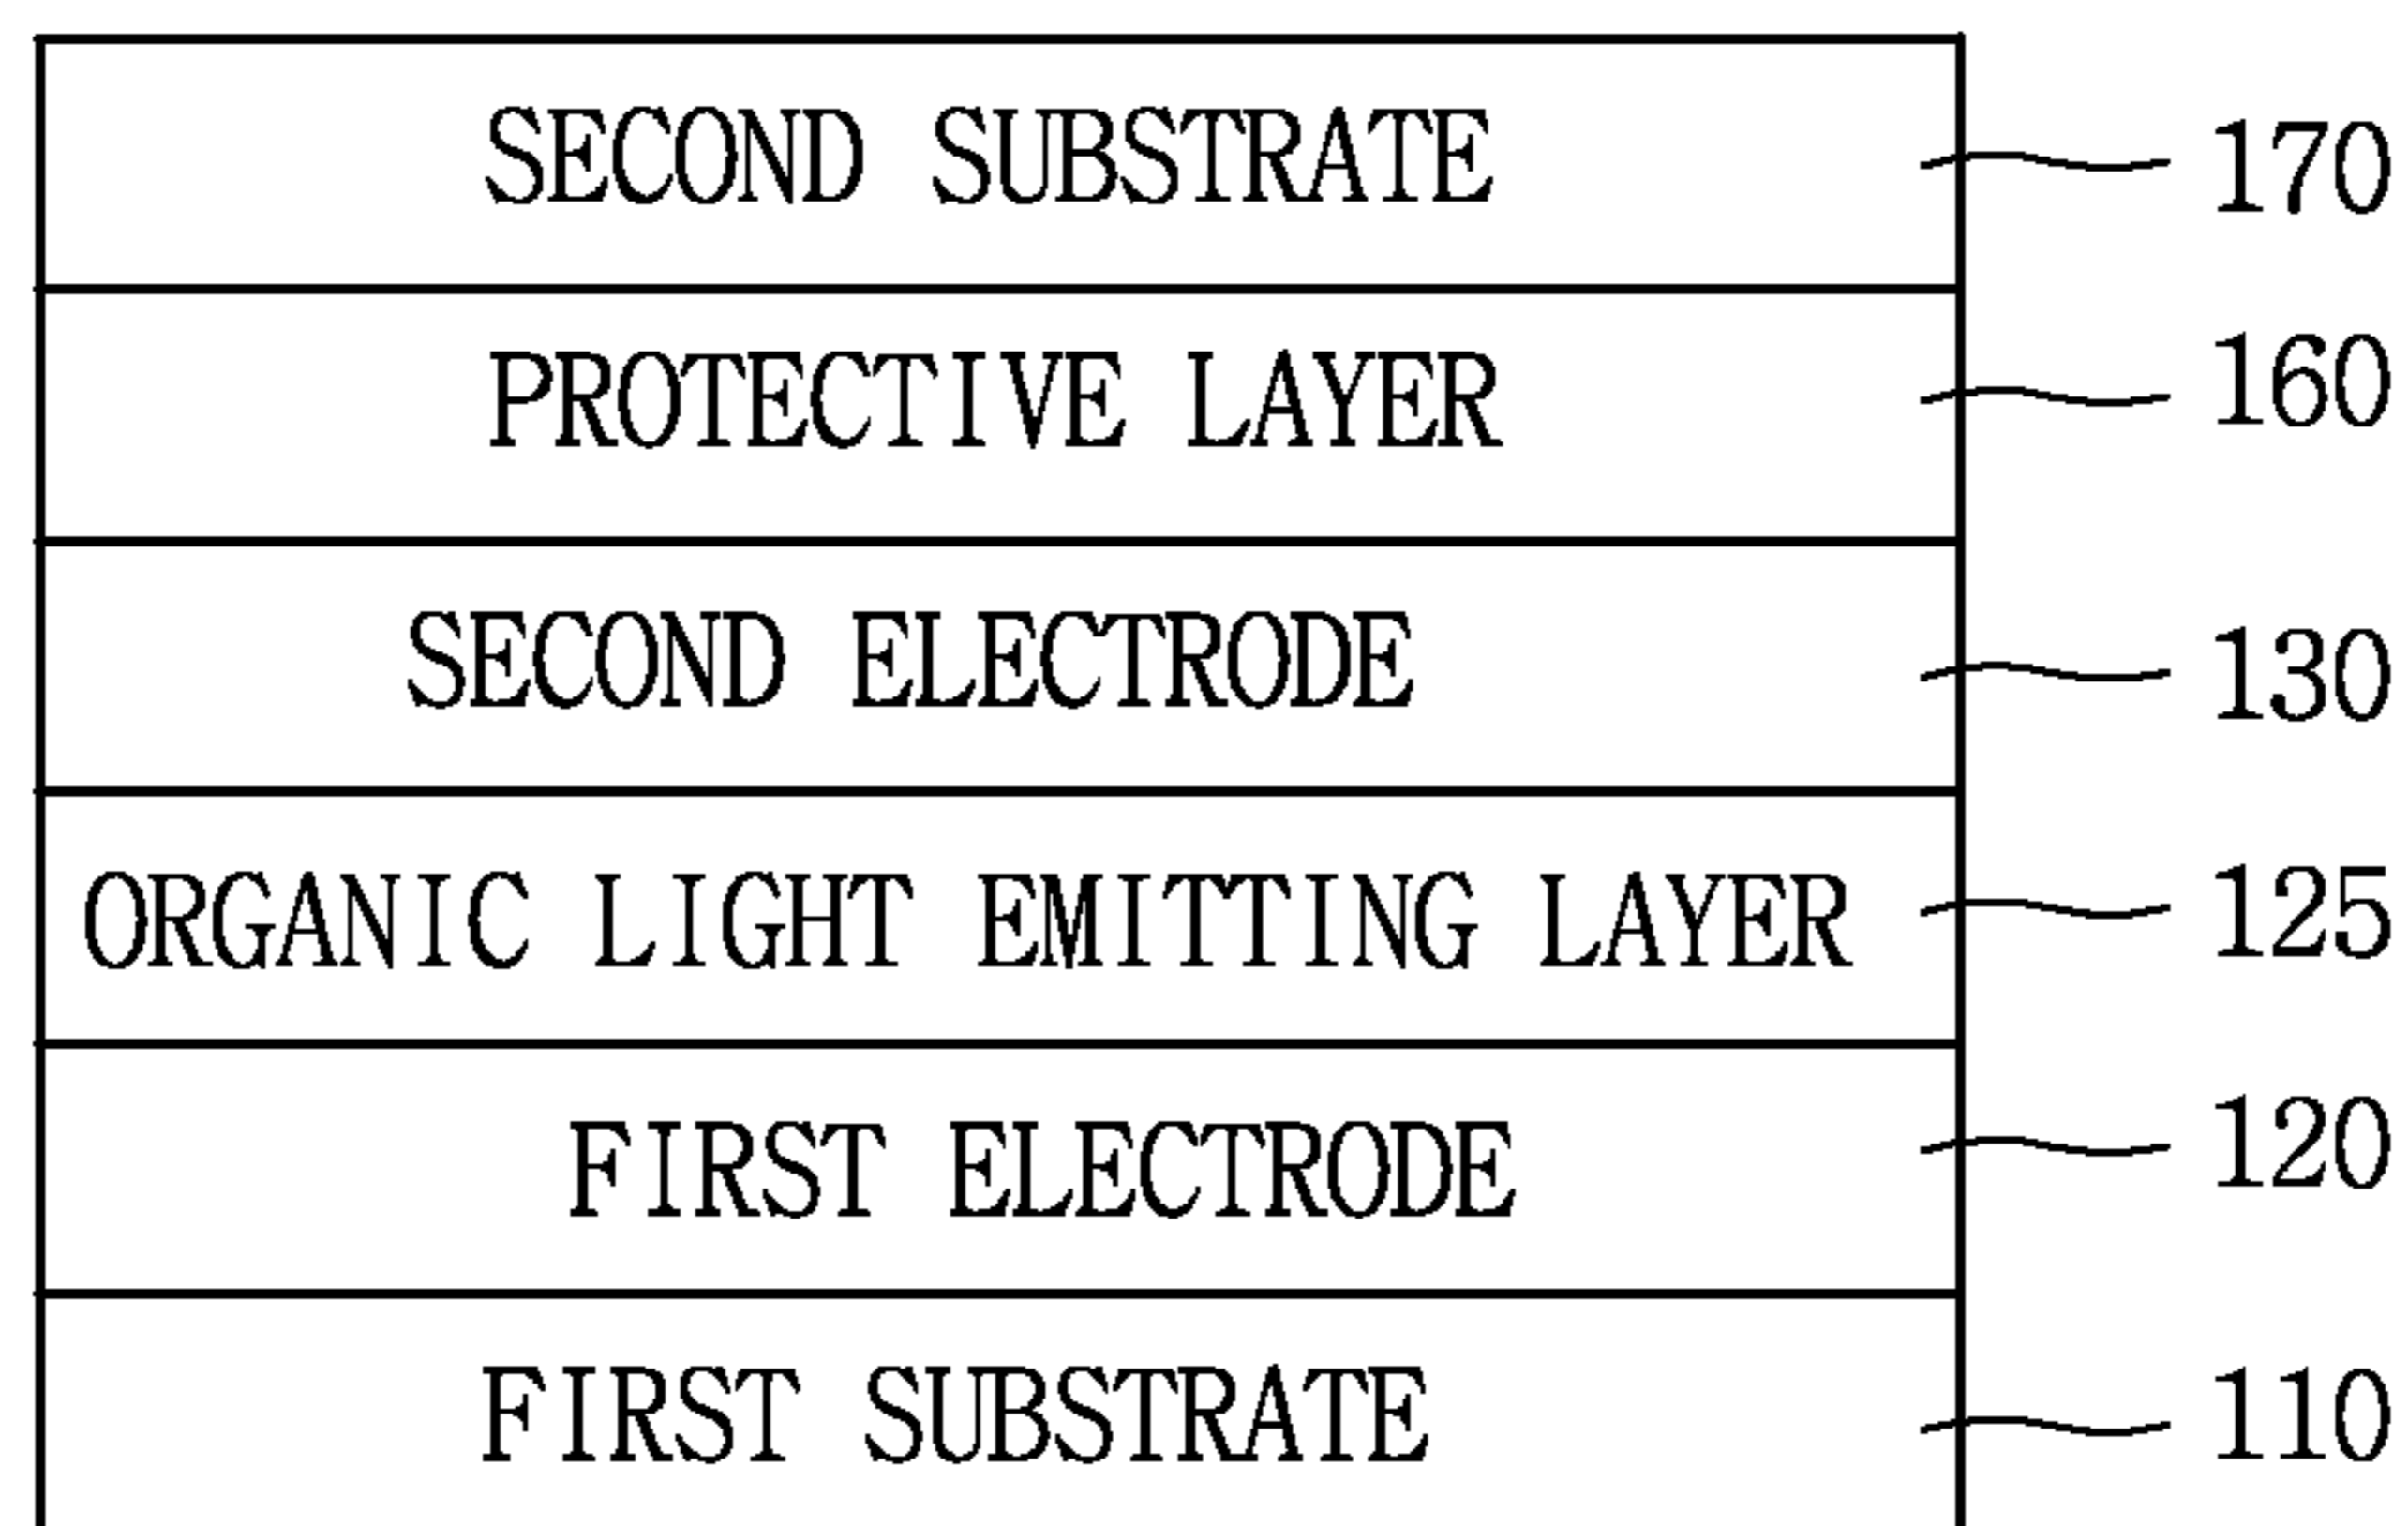 SECOND SUBSTRATE 170
PROTECTIVE LAYER 160
SECOND ELECTRODE 130
ORGANIC LIGHT EMITTING LAYER 125
FIRST ELECTRODE 120
FIRST SUBSTRATE 110